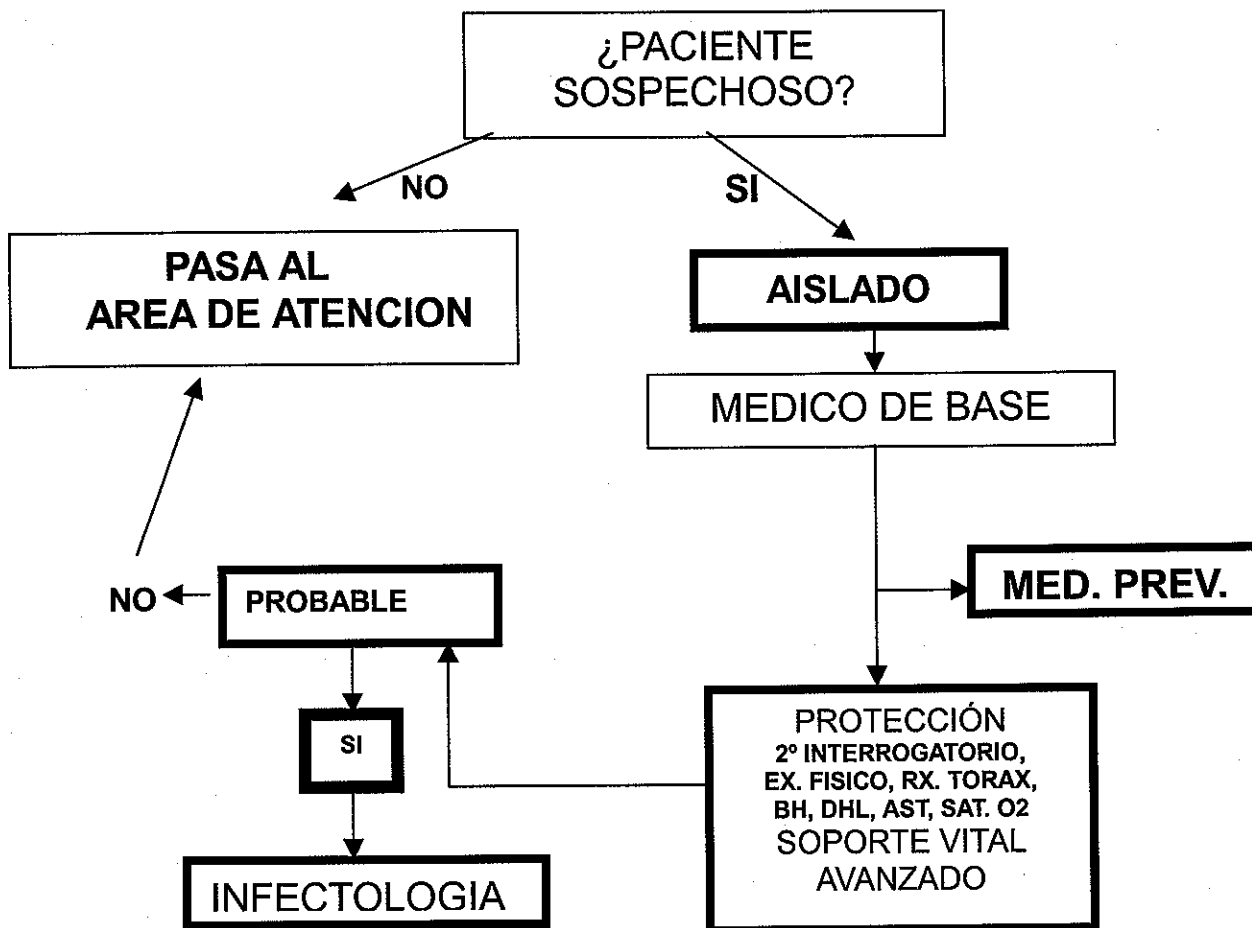 ¿PACIENTE
SOSPECHOSO?
NO
SI
PASA AL
AREA DE ATENCION
AISLADO
MEDICO DE BASE
MED. PREV.
NO
PROBABLE
SI
PROTECCIÓN
2º INTERROGATORIO,
EX. FISICO, RX. TORAX,
BH, DHL, AST, SAT. O2
SOPORTE VITAL
AVANZADO
INFECTOLOGIA